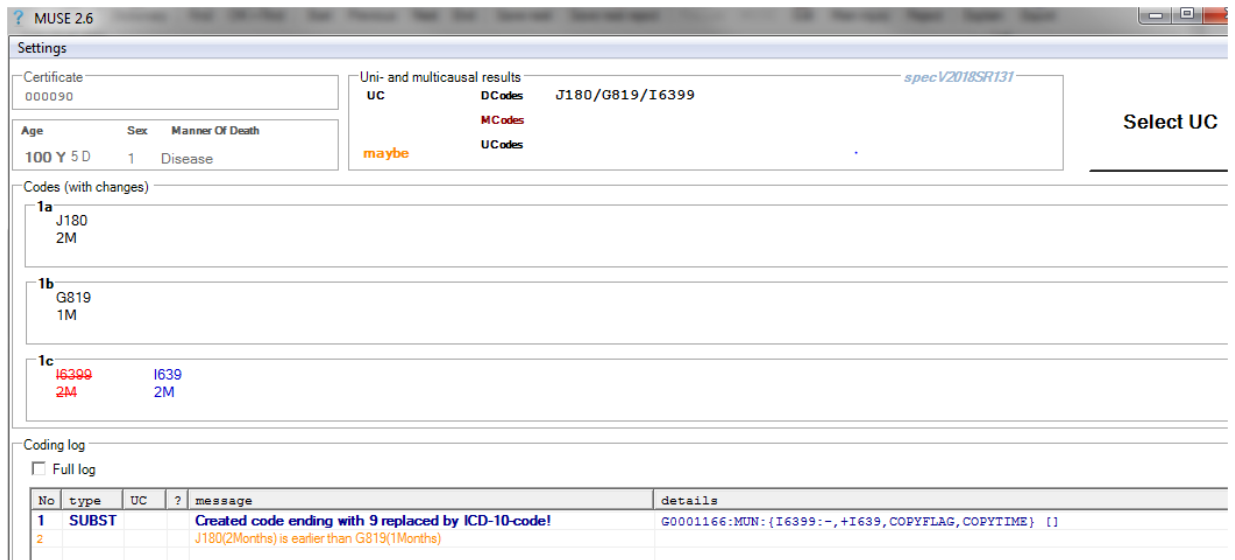 ? MUSE 2.6
Settings
Certificate
000090
Age Sex Manner Of Death
100 Y 5 D 1 Disease
Uni- and multicausal results specV2018SR131
UC DCodes J180/G819/I6399
MCodes
UCodes
maybe
Select UC
Codes (with changes)
1a
J180
2M
1b
G819
1M
1c
I6399 I639
2M 2M
Coding log
Full log
No type UC ? message details
1 SUBST Created code ending with 9 replaced by ICD-10-code! G0001166:MUN:{I6399:-,+I639,COPYFLAG,COPYTIME} []
2 J180(2Months) is earlier than G819(1Months)